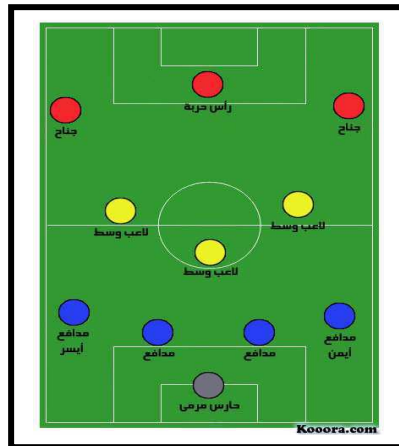 رأس حربة
جناح
جناح
لاعب وسط
لاعب وسط
لاعب وسط
مدافع
أيسر
مدافع
مدافع
مدافع
أيمن
حارس مرمى
Kooora.com